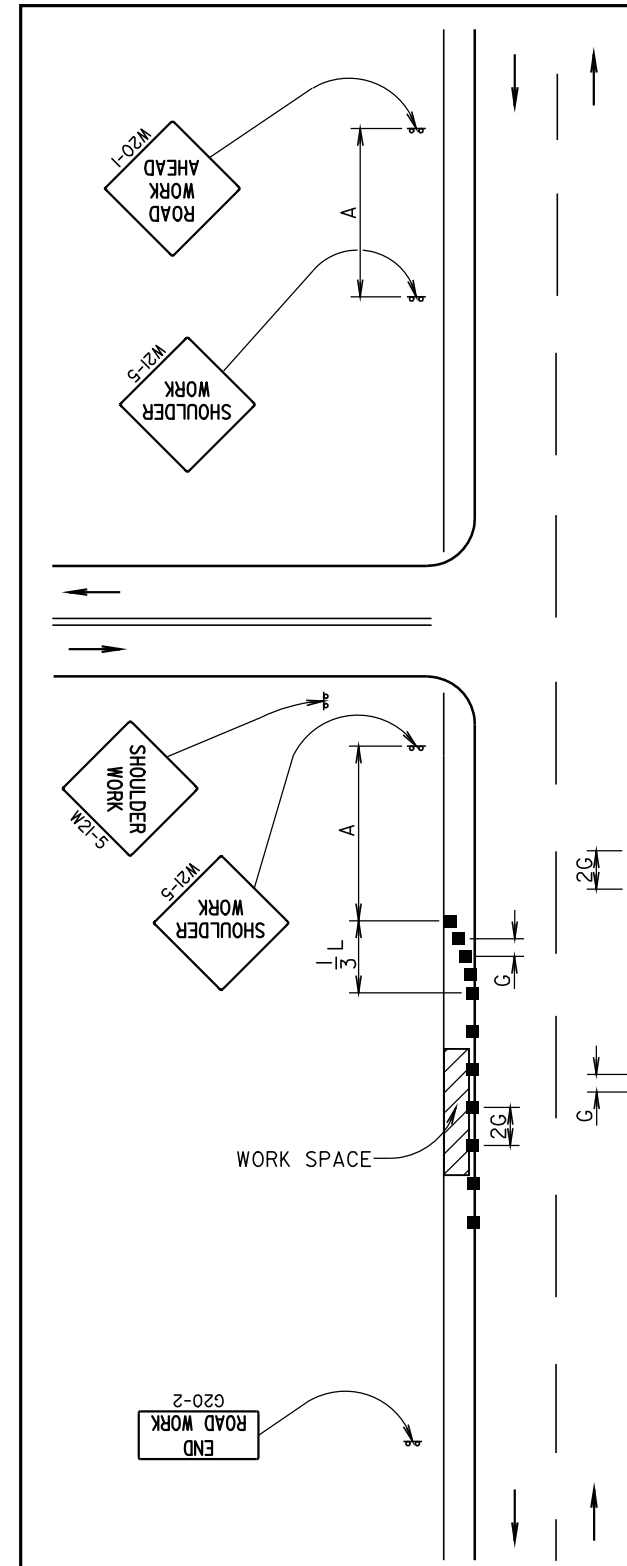 W20-1
ROAD
WORK
AHEAD
A
W21-5
SHOULDER
WORK
SHOULDER
WORK
W21-5
A
W21-5
SHOULDER
WORK
2G
1/3 L
G
G
2G
WORK SPACE
G20-2
END
ROAD WORK